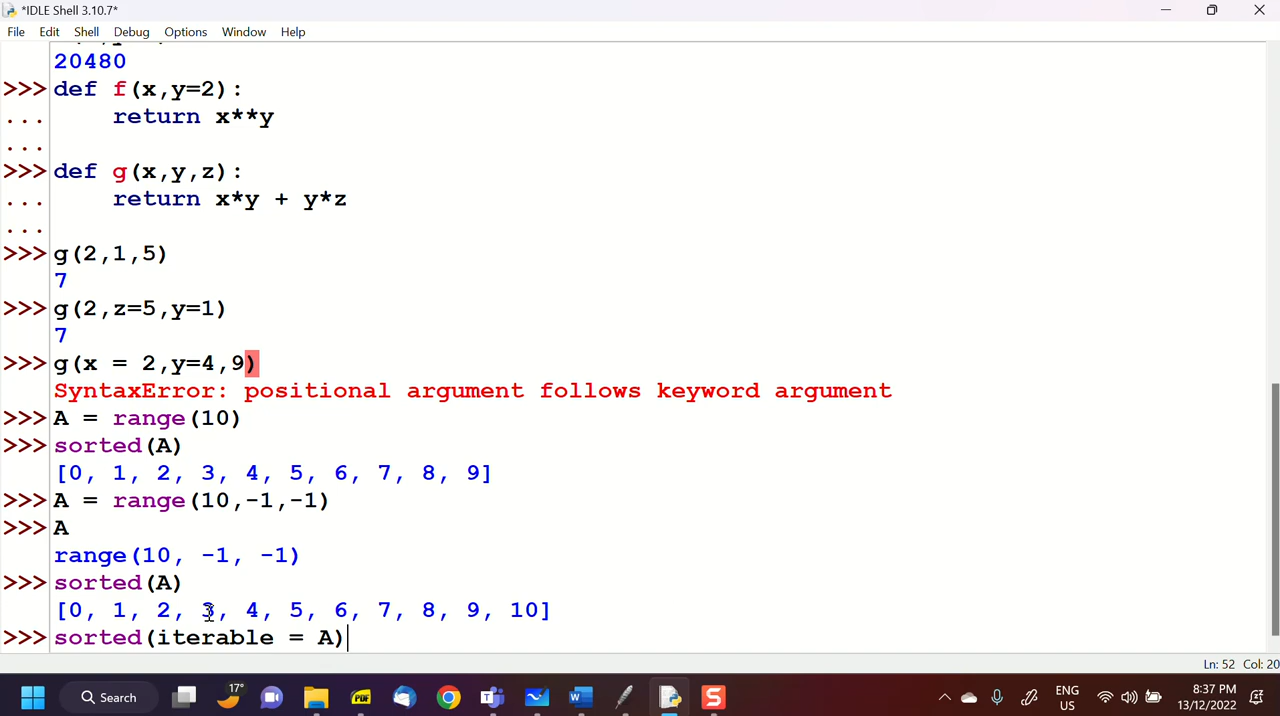 *IDLE Shell 3.10.7*
File Edit Shell Debug Options Window Help
20480
>>> def f(x,y=2):
... return x**y
...
>>> def g(x,y,z):
... return x*y + y*z
...
>>> g(2,1,5)
7
>>> g(2,z=5,y=1)
7
>>> g(x = 2,y=4,9)
SyntaxError: positional argument follows keyword argument
>>> A = range(10)
>>> sorted(A)
[0, 1, 2, 3, 4, 5, 6, 7, 8, 9]
>>> A = range(10,-1,-1)
>>> A
range(10, -1, -1)
>>> sorted(A)
[0, 1, 2, 3, 4, 5, 6, 7, 8, 9, 10]
>>> sorted(iterable = A)
Ln: 52 Col: 20
Search
17°
PDF
ENG
US
8:37 PM
13/12/2022